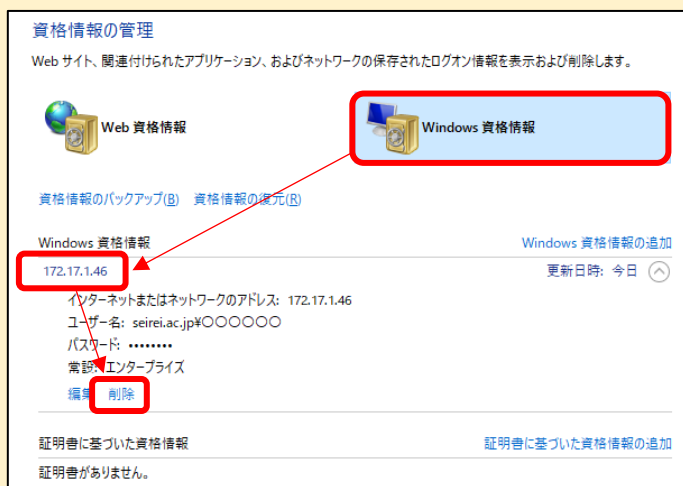 資格情報の管理
Web サイト、関連付けられたアプリケーション、およびネットワークの保存されたログオン情報を表示および削除します。
Web 資格情報
Windows 資格情報
資格情報のバックアップ(B) 資格情報の復元(R)
Windows 資格情報 Windows 資格情報の追加
172.17.1.46 更新日時: 今日
インターネットまたはネットワークのアドレス: 172.17.1.46
ユーザー名: seirei.ac.jp¥〇〇〇〇〇〇
パスワード: ••••••••
常設: エンタープライズ
編集 削除
証明書に基づいた資格情報 証明書に基づいた資格情報の追加
証明書がありません。